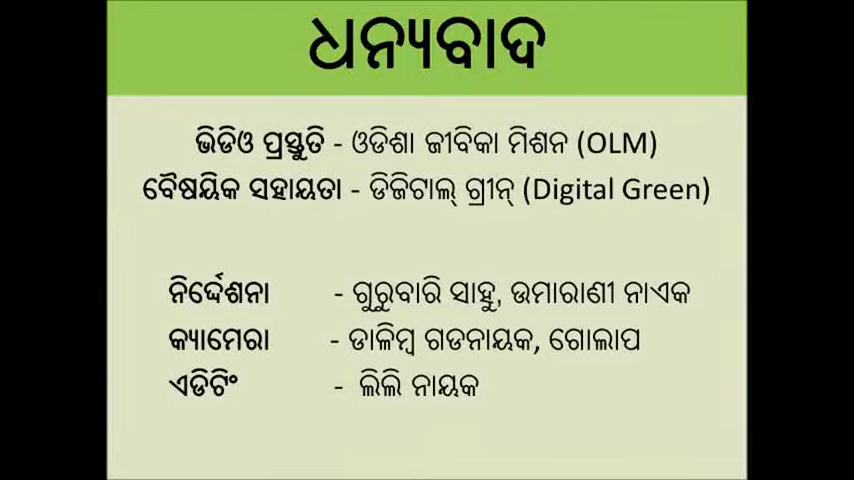 ଧନ୍ୟବାଦ
ଭିଡିଓ ପ୍ରସ୍ତୁତି - ଓଡିଶା ଜୀବିକା ମିଶନ (OLM)
ବୈଷୟିକ ସହାୟତା - ଡିଜିଟାଲ୍ ଗ୍ରୀନ୍ (Digital Green)
ନିର୍ଦ୍ଦେଶନା - ଗୁରୁବାରି ସାହୁ, ଉମାରାଣୀ ନାଏକ
କ୍ୟାମେରା - ଡାଳିମ୍ବ ଗଡନାୟକ, ଗୋଲାପ
ଏଡିଟିଂ - ଲିଲି ନାୟକ